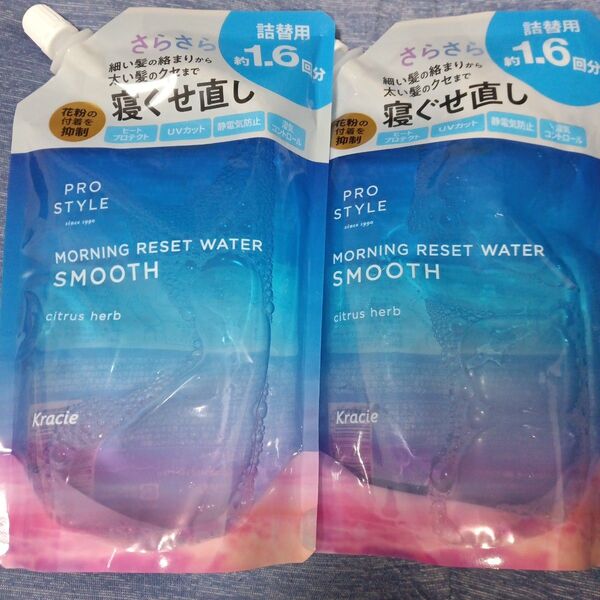 さらさら
細い髪の絡まりから
太い髪のクセまで
寝ぐせ直し
詰替用
約1.6回分
花粉の
付着を
抑制
ヒート
プロテクト
UVカット
静電気防止
湿気
コントロール
PRO
STYLE
since 1990
MORNING RESET WATER
SMOOTH
citrus herb
Kracie
さらさら
細い髪の絡まりから
太い髪のクセまで
寝ぐせ直し
詰替用
約1.6回分
花粉の
付着を
抑制
ヒート
プロテクト
UVカット
静電気防止
湿気
コントロール
PRO
STYLE
since 1990
MORNING RESET WATER
SMOOTH
citrus herb
Kracie